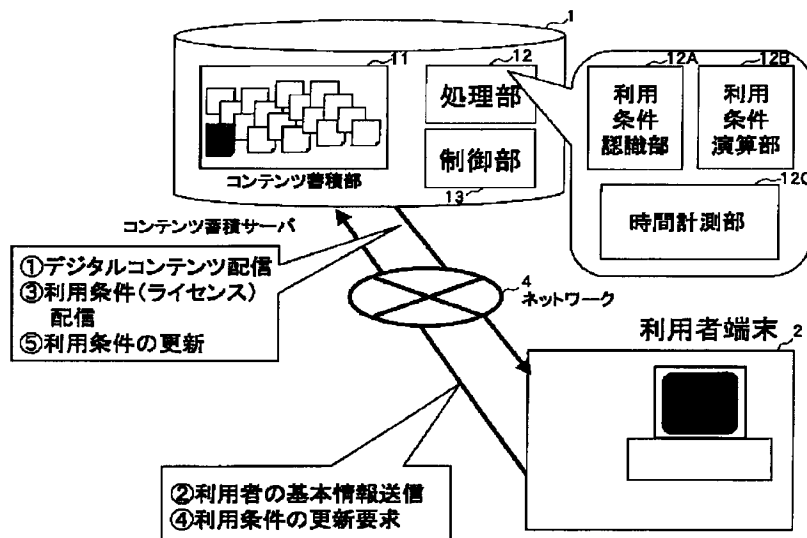 1
11
12
処理部
制御部
13
コンテンツ蓄積部
12A
利用
条件
認識部
12B
利用
条件
演算部
12C
時間計測部
コンテンツ蓄積サーバ
①デジタルコンテンツ配信
③利用条件(ライセンス)
配信
⑤利用条件の更新
4
ネットワーク
利用者端末
2
②利用者の基本情報送信
④利用条件の更新要求